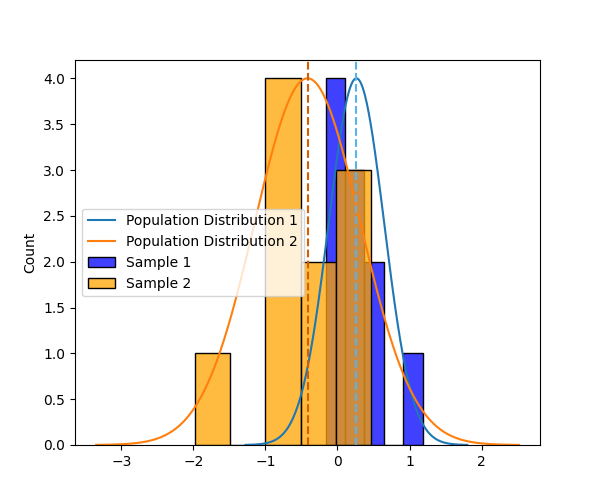 4.0
3.5
3.0
2.5
2.0
1.5
1.0
0.5
0.0
Count
Population Distribution 1
Population Distribution 2
Sample 1
Sample 2
−3 −2 −1 0 1 2